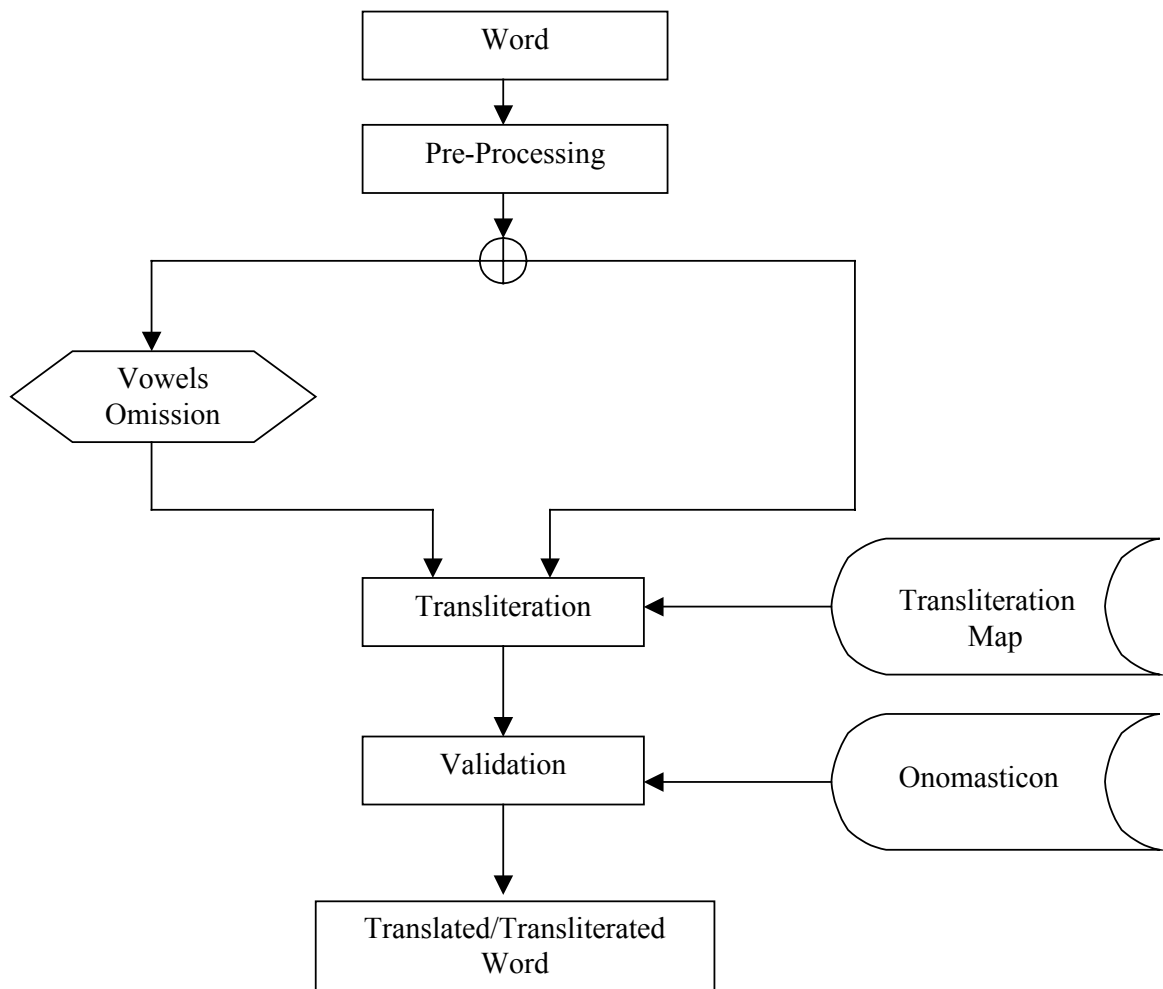 Word
Pre-Processing
Vowels
Omission
Transliteration
Transliteration
Map
Validation
Onomasticon
Translated/Transliterated
Word